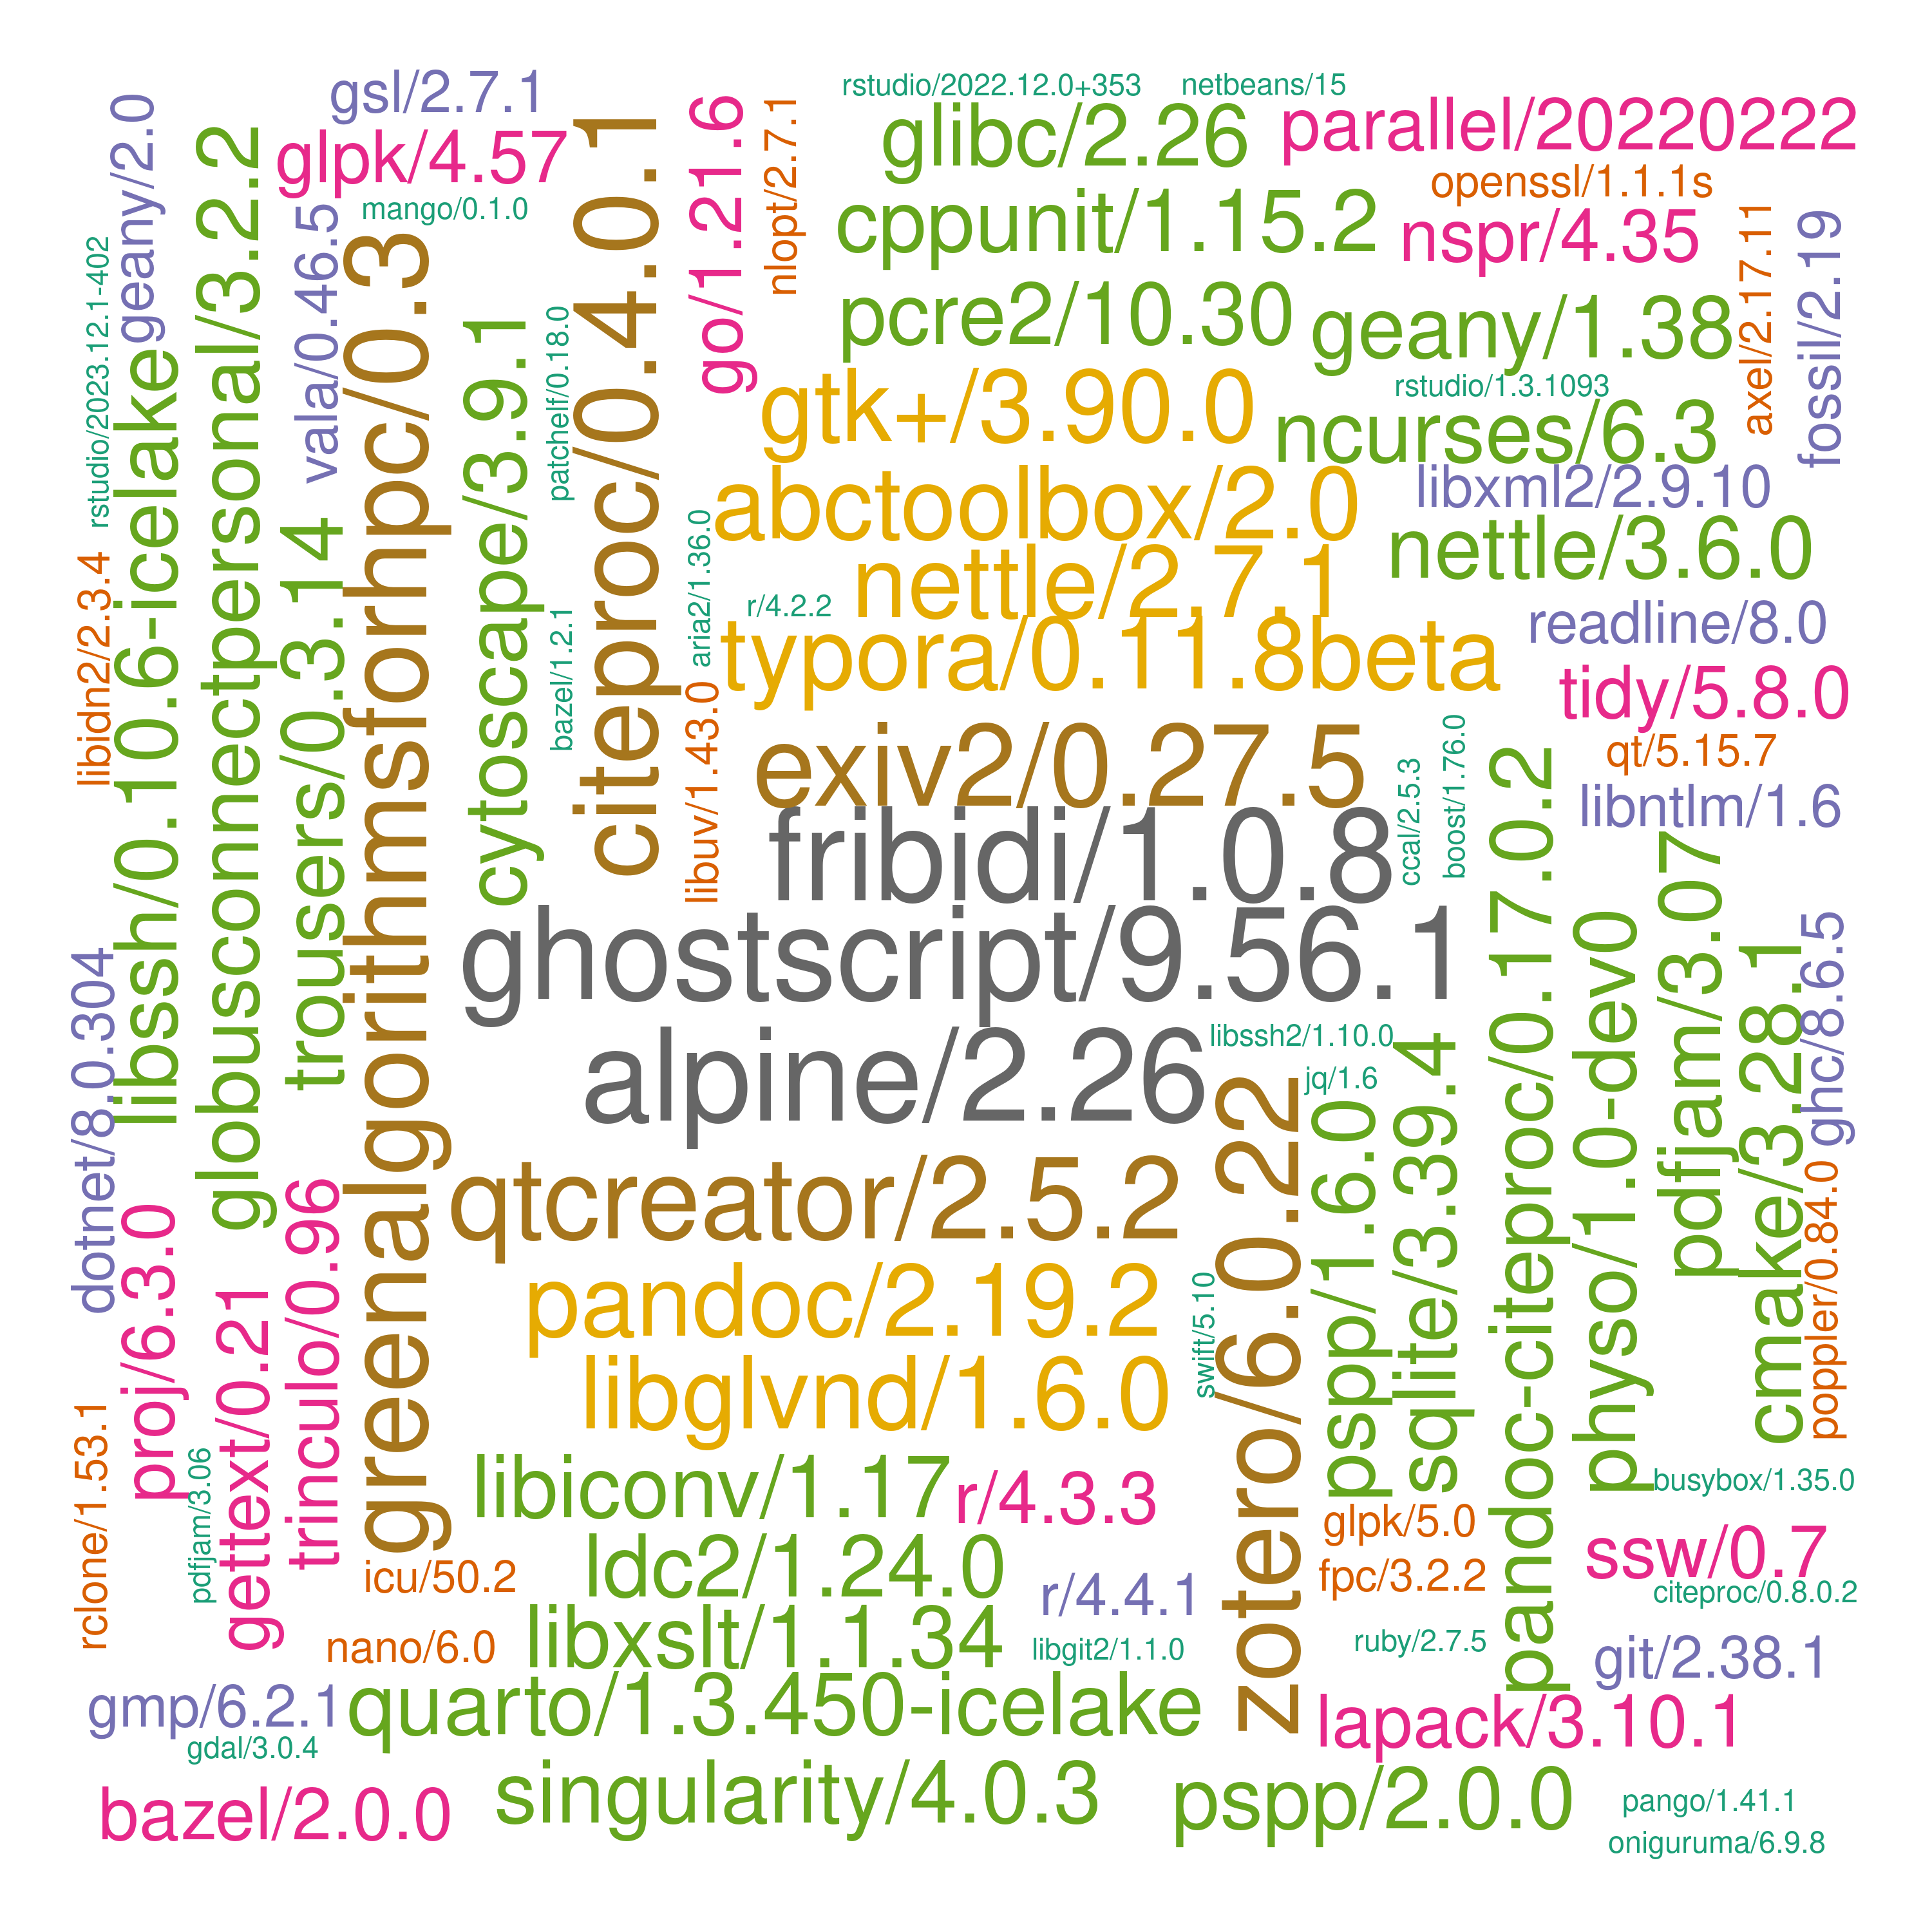 rstudio/2022.12.0+353
netbeans/15
gsl/2.7.1
glibc/2.26
parallel/20220222
glpk/4.57
openssl/1.1.1s
mango/0.1.0
cppunit/1.15.2
nspr/4.35
geany/2.0
globusconnectpersonal/3.2.2
vala/0.46.5
citeproc/0.4.0.1
go/1.21.6
nlopt/2.7.1
axel/2.17.11
fossil/2.19
rstudio/2023.12.1-402
greenalgorithmsforhpc/0.3
pcre2/10.30
geany/1.38
cytoscape/3.9.1
patchelf/0.18.0
libssh/0.10.6-icelake
gtk+/3.90.0
rstudio/1.3.1093
ncurses/6.3
abctoolbox/2.0
libxml2/2.9.10
trousers/0.3.14
aria2/1.36.0
nettle/2.7.1
nettle/3.6.0
libidn2/2.3.4
bazel/1.2.1
r/4.2.2
typora/0.11.8beta
readline/8.0
tidy/5.8.0
libuv/1.43.0
exiv2/0.27.5
ccal/2.5.3
boost/1.76.0
pandoc-citeproc/0.17.0.2
qt/5.15.7
libntlm/1.6
fribidi/1.0.8
pdfjam/3.07
ghostscript/9.56.1
physo/1.0-dev0
cmake/3.28.1
ghc/8.6.5
dotnet/8.0.304
alpine/2.26
libssh2/1.10.0
jq/1.6
sqlite/3.39.4
zotero/6.0.22
pspp/1.6.0
qtcreator/2.5.2
poppler/0.84.0
proj/6.3.0
trinculo/0.96
gettext/0.21
pandoc/2.19.2
swift/5.10
libglvnd/1.6.0
rclone/1.53.1
pdfjam/3.06
libiconv/1.17
r/4.3.3
busybox/1.35.0
glpk/5.0
icu/50.2
ldc2/1.24.0
r/4.4.1
fpc/3.2.2
ssw/0.7
citeproc/0.8.0.2
nano/6.0
libxslt/1.1.34
libgit2/1.1.0
ruby/2.7.5
git/2.38.1
gmp/6.2.1
quarto/1.3.450-icelake
lapack/3.10.1
gdal/3.0.4
bazel/2.0.0
singularity/4.0.3
pspp/2.0.0
pango/1.41.1
oniguruma/6.9.8